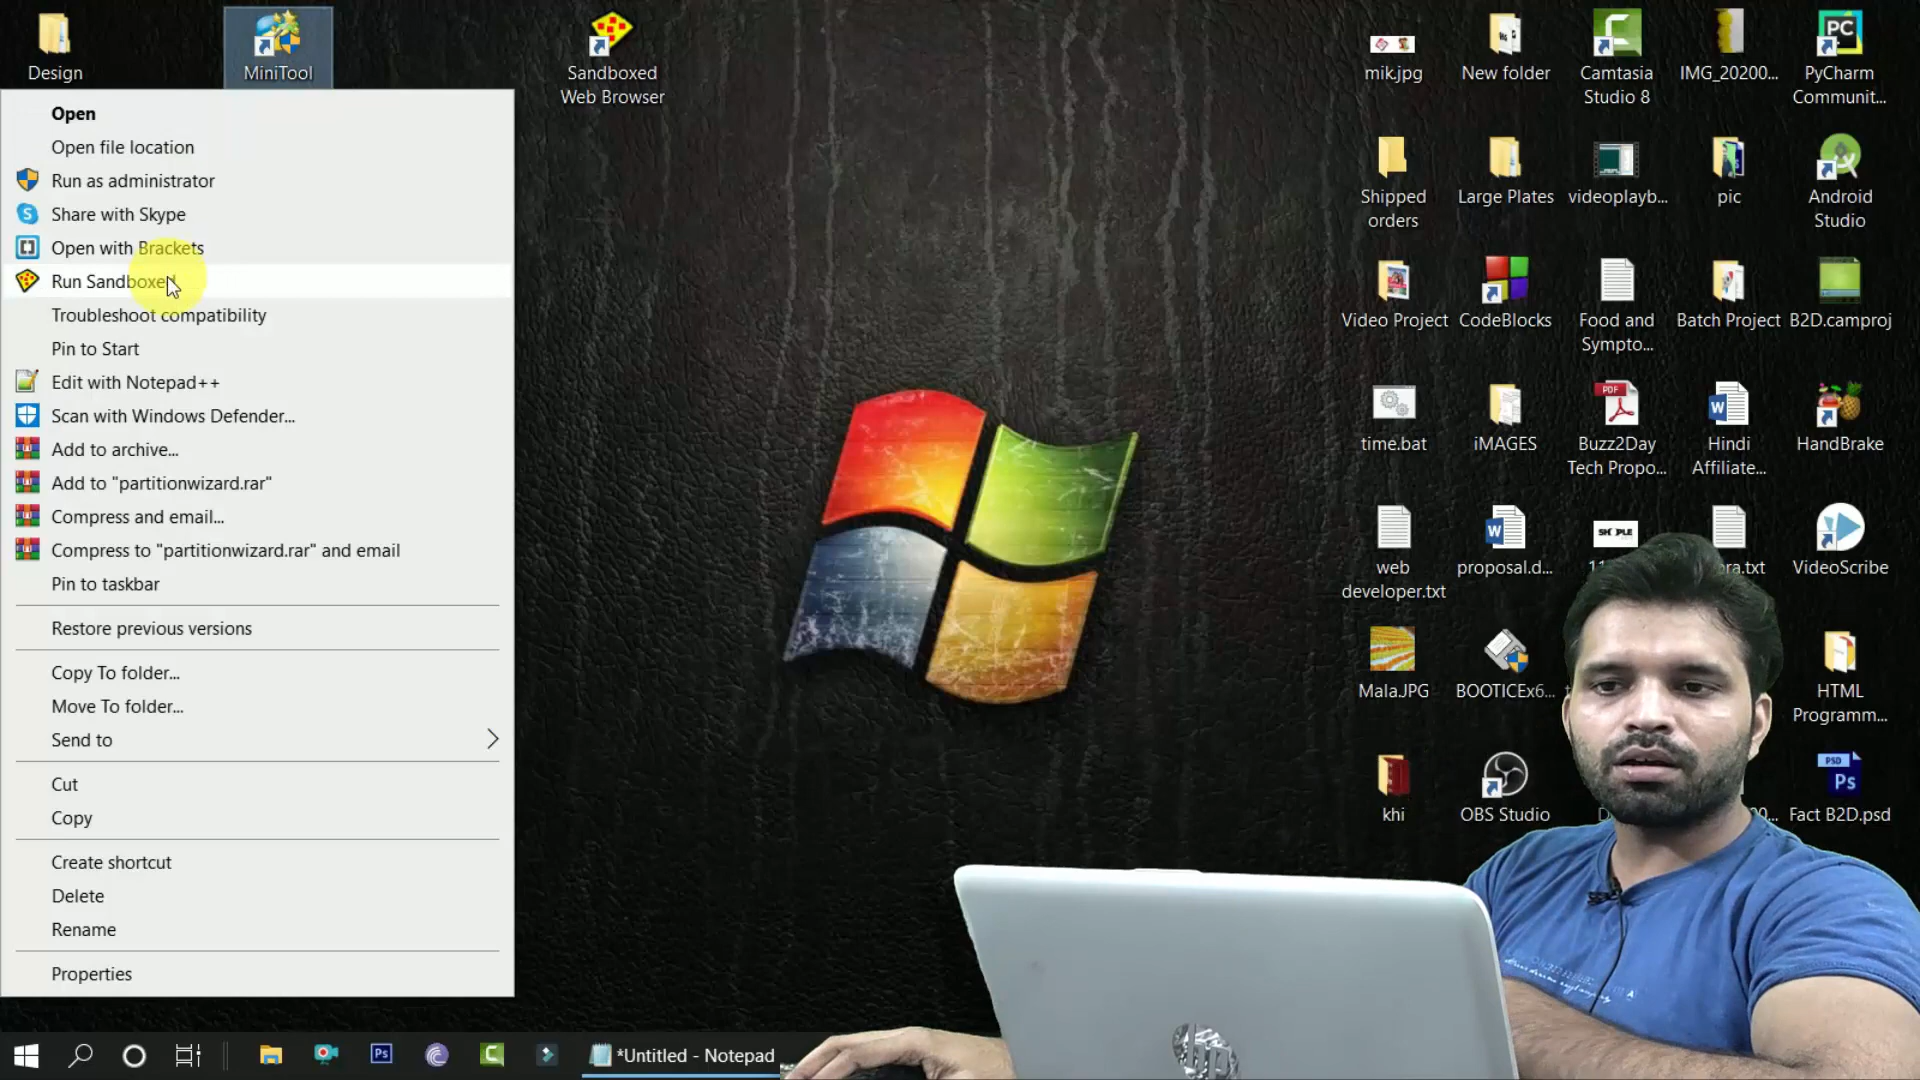 Design
MiniTool
Sandboxed
Web Browser
mik.jpg
New folder
Camtasia
Studio 8
IMG_20200...
PC
PyCharm
Communit...
Open
Open file location
Run as administrator
Share with Skype
Open with Brackets
Run Sandboxed
Troubleshoot compatibility
Pin to Start
Edit with Notepad++
Scan with Windows Defender...
Add to archive...
Add to "partitionwizard.rar"
Compress and email...
Compress to "partitionwizard.rar" and email
Pin to taskbar
Restore previous versions
Copy To folder...
Move To folder...
Send to
Cut
Copy
Create shortcut
Delete
Rename
Properties
Shipped
orders
Large Plates
videoplayb...
pic
Android
Studio
Video Project
CodeBlocks
Food and
Sympto...
Batch Project
B2D.camproj
time.bat
iMAGES
PDF
Buzz2Day
Tech Propo...
W
Hindi
Affiliate...
HandBrake
web
developer.txt
W
proposal.d...
VideoScribe
Mala.JPG
BOOTICEx6...
HTML
Programm...
khi
OBS Studio
PSD
Ps
Fact B2D.psd
Ps
*Untitled - Notepad
hp